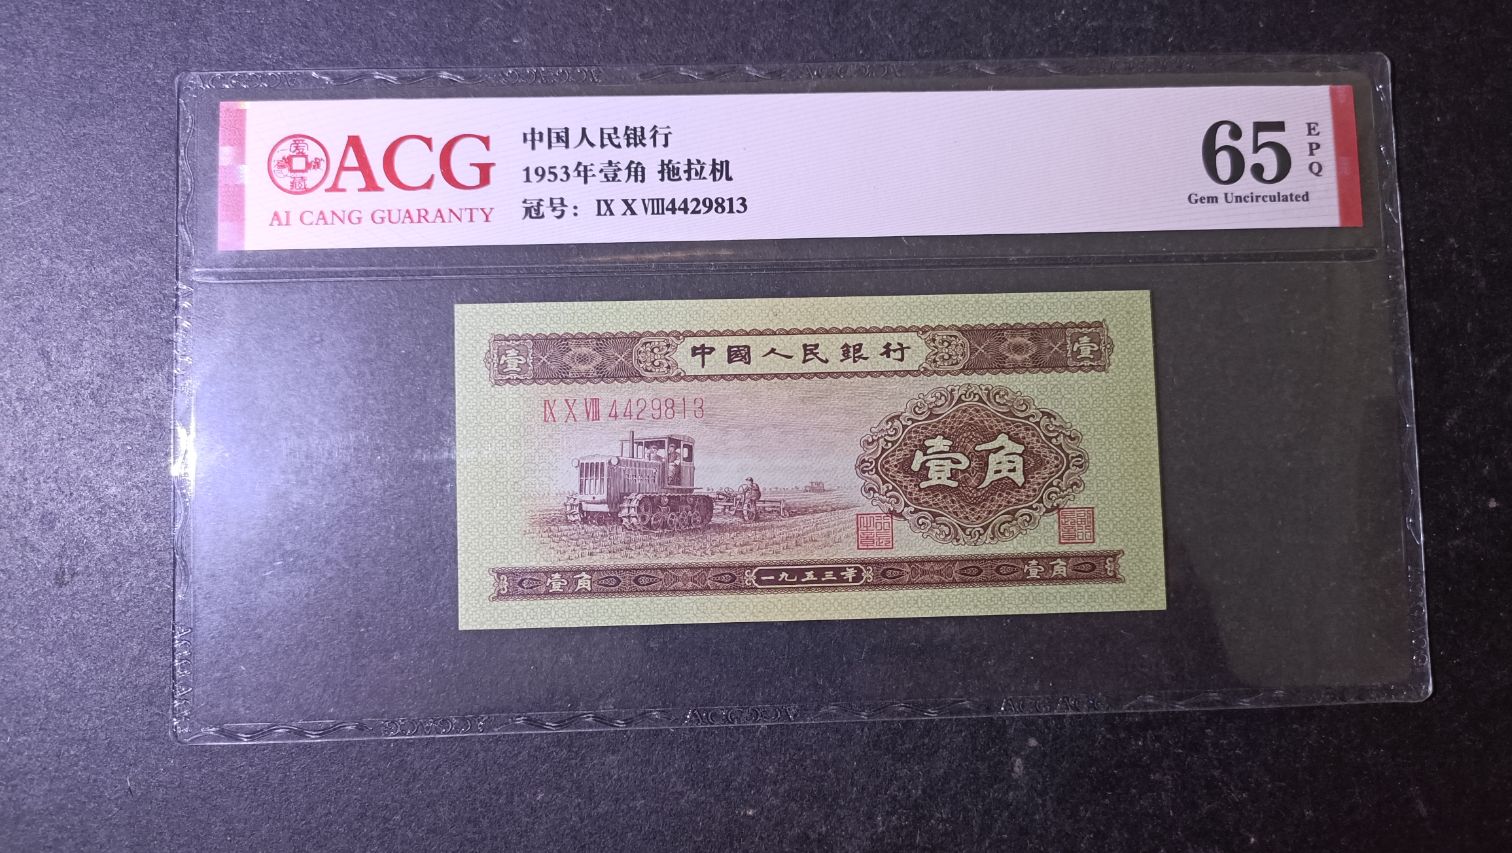 爱藏
ACG
AI CANG GUARANTY
中国人民银行
1953年壹角 拖拉机
冠号: Ⅸ Ⅹ Ⅷ4429813
65
EPQ
Gem Uncirculated
壹 中國人民銀行 壹
Ⅸ Ⅹ Ⅷ 4429813
壹角
壹角 一九五三年 壹角